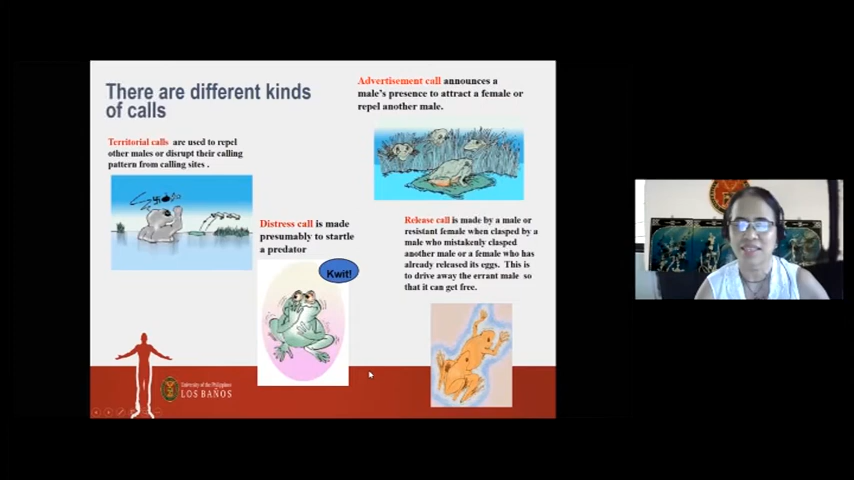 There are different kinds
of calls
Territorial calls are used to repel
other males or disrupt their calling
pattern from calling sites .
Advertisement call announces a
male's presence to attract a female or
repel another male.
Distress call is made
presumably to startle
a predator
Kwit!
Release call is made by a male or
resistant female when clasped by a
male who mistakenly clasped
another male or a female who has
already released its eggs. This is
to drive away the errant male so
that it can get free.
University of the Philippines
LOS BAÑOS